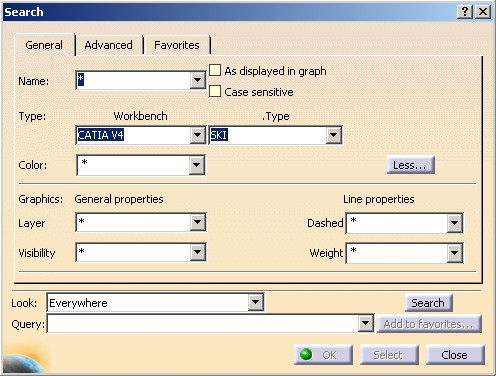 Search
General Advanced Favorites
Name: * As displayed in graph
Case sensitive
Type: Workbench .Type
CATIA V4 SKI
Color: * Less...
Graphics: General properties Line properties
Layer * Dashed *
Visibility * Weight *
Look: Everywhere Search
Query: Add to favorites...
OK Select Close